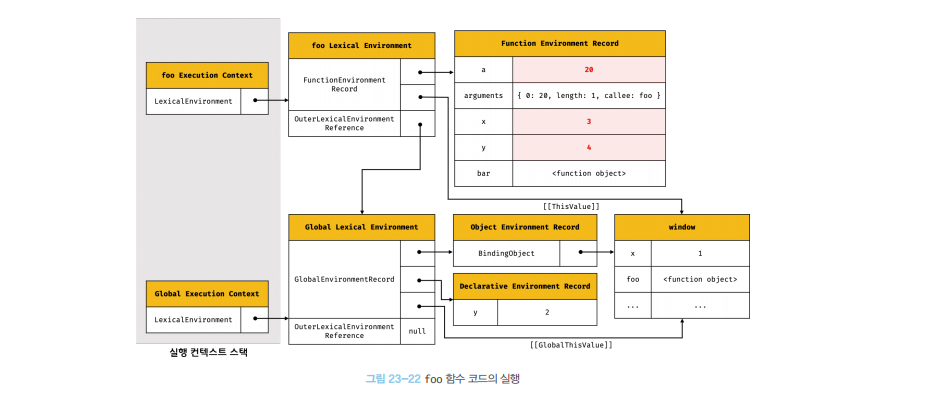 foo Lexical Environment
Function Environment Record
foo Execution Context
LexicalEnvironment
FunctionEnvironment
Record
OuterLexicalEnvironment
Reference
a
20
arguments
{ 0: 20, length: 1, callee: foo }
x
3
y
4
bar
<function object>
[[ThisValue]]
Global Lexical Environment
Object Environment Record
window
BindingObject
x
1
GlobalEnvironmentRecord
foo
<function object>
Declarative Environment Record
...
...
y
2
Global Execution Context
LexicalEnvironment
OuterLexicalEnvironment
Reference
null
[[GlobalThisValue]]
실행 컨텍스트 스택
그림 23-22 foo 함수 코드의 실행